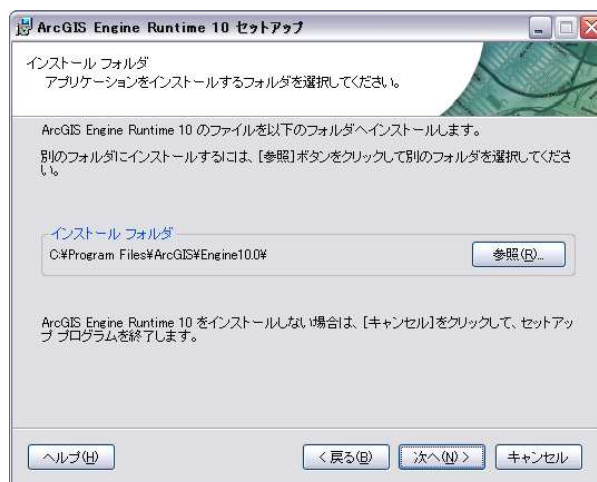 ArcGIS Engine Runtime 10 セットアップ
インストール フォルダ
アプリケーションをインストールするフォルダを選択してください。
ArcGIS Engine Runtime 10 のファイルを以下のフォルダへインストールします。
別のフォルダにインストールするには、[参照]ボタンをクリックして別のフォルダを選択してくださ
い。
インストール フォルダ
C:¥Program Files¥ArcGIS¥Engine10.0¥
参照(R)...
ArcGIS Engine Runtime 10 をインストールしない場合は、[キャンセル]をクリックして、セットアッ
プ プログラムを終了します。
ヘルプ(H)
< 戻る(B)
次へ(N) >
キャンセル